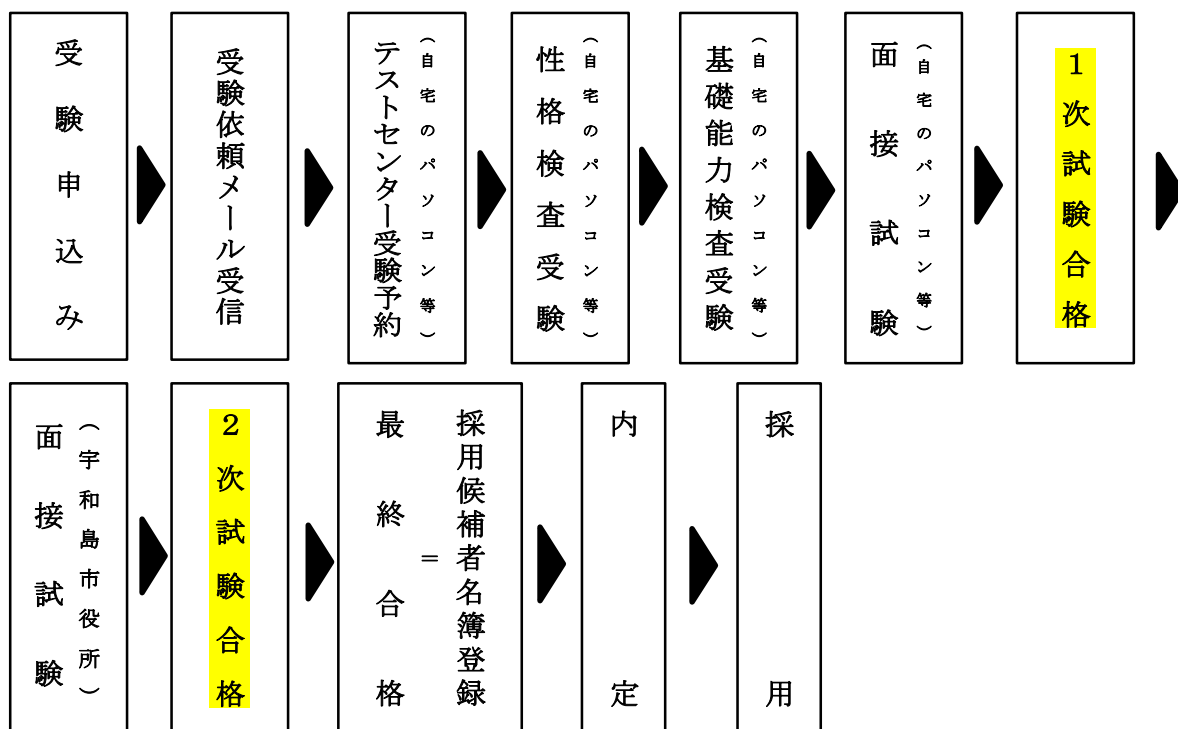 受験申込み
受験依頼メール受信
テストセンター受験予約
（自宅のパソコン等）
性格検査受験
（自宅のパソコン等）
基礎能力検査受験
（自宅のパソコン等）
面接試験
（自宅のパソコン等）
1次試験合格
面接試験
（宇和島市役所）
2次試験合格
最終合格
＝
採用候補者名簿登録
内定
採用